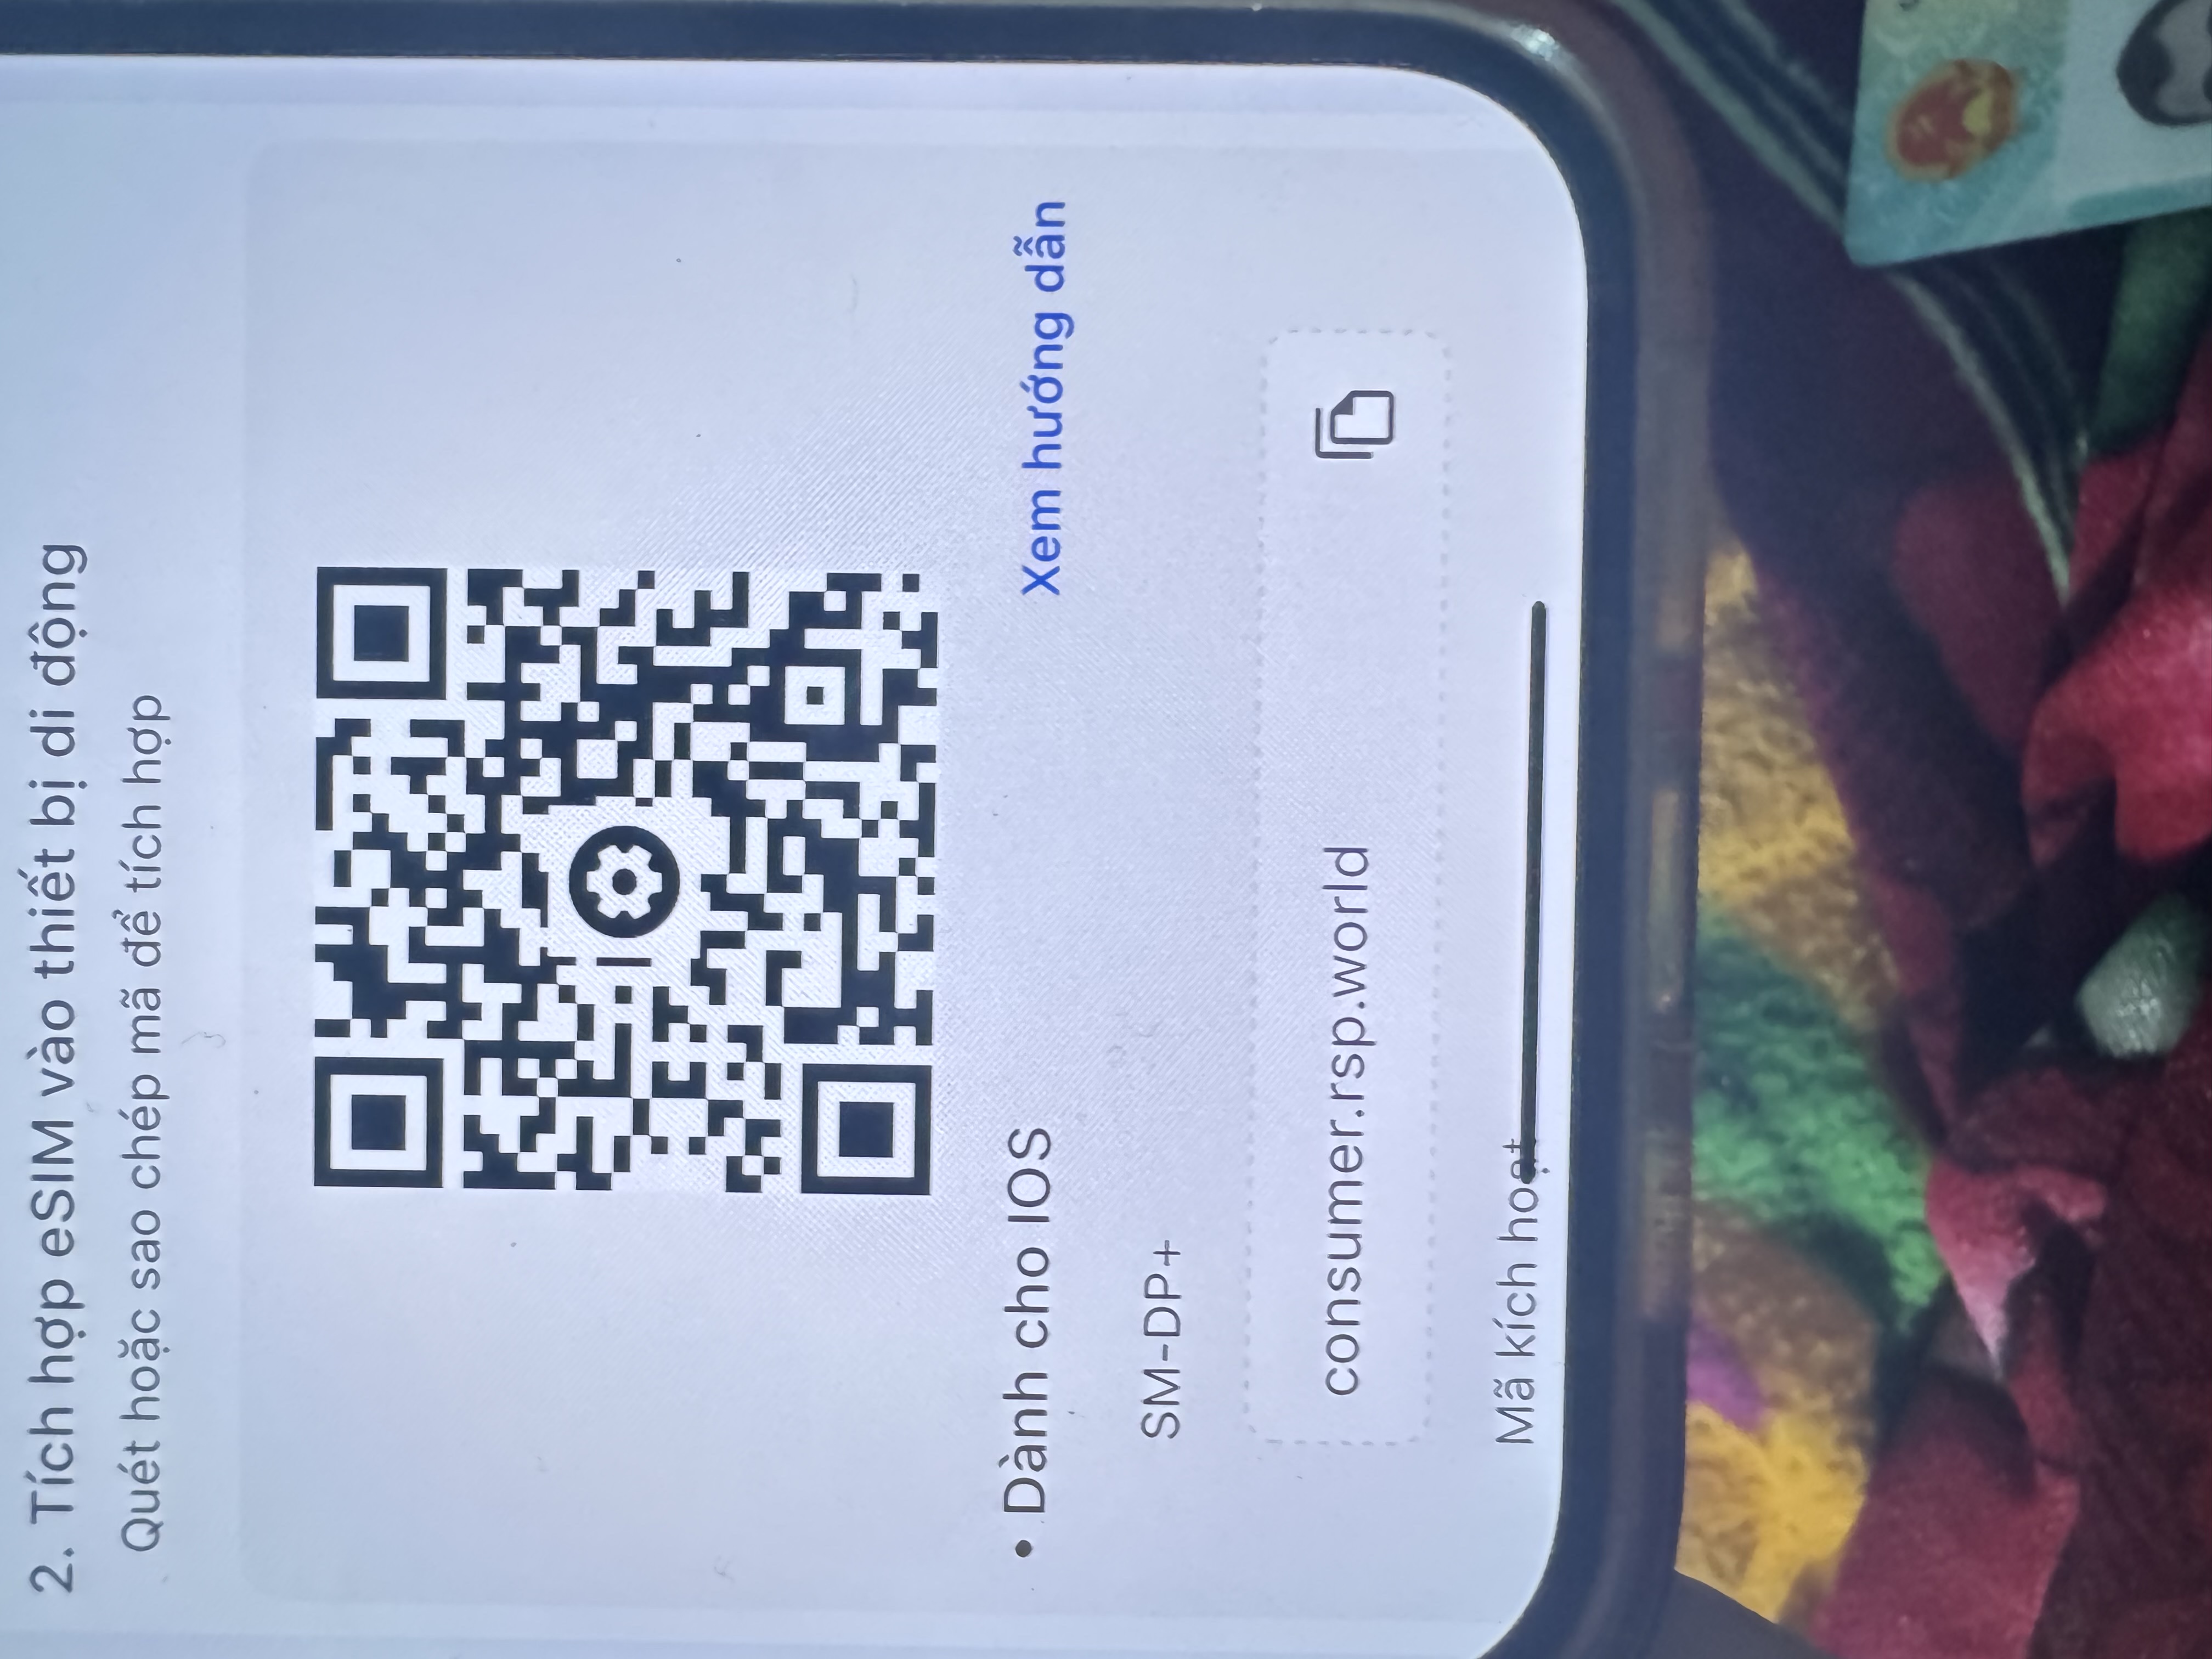 2. Tích hợp eSIM vào thiết bị di động
Quét hoặc sao chép mã để tích hợp
• Dành cho IOS
Xem hướng dẫn
SM-DP+
consumer.rsp.world
Mã kích hoạt